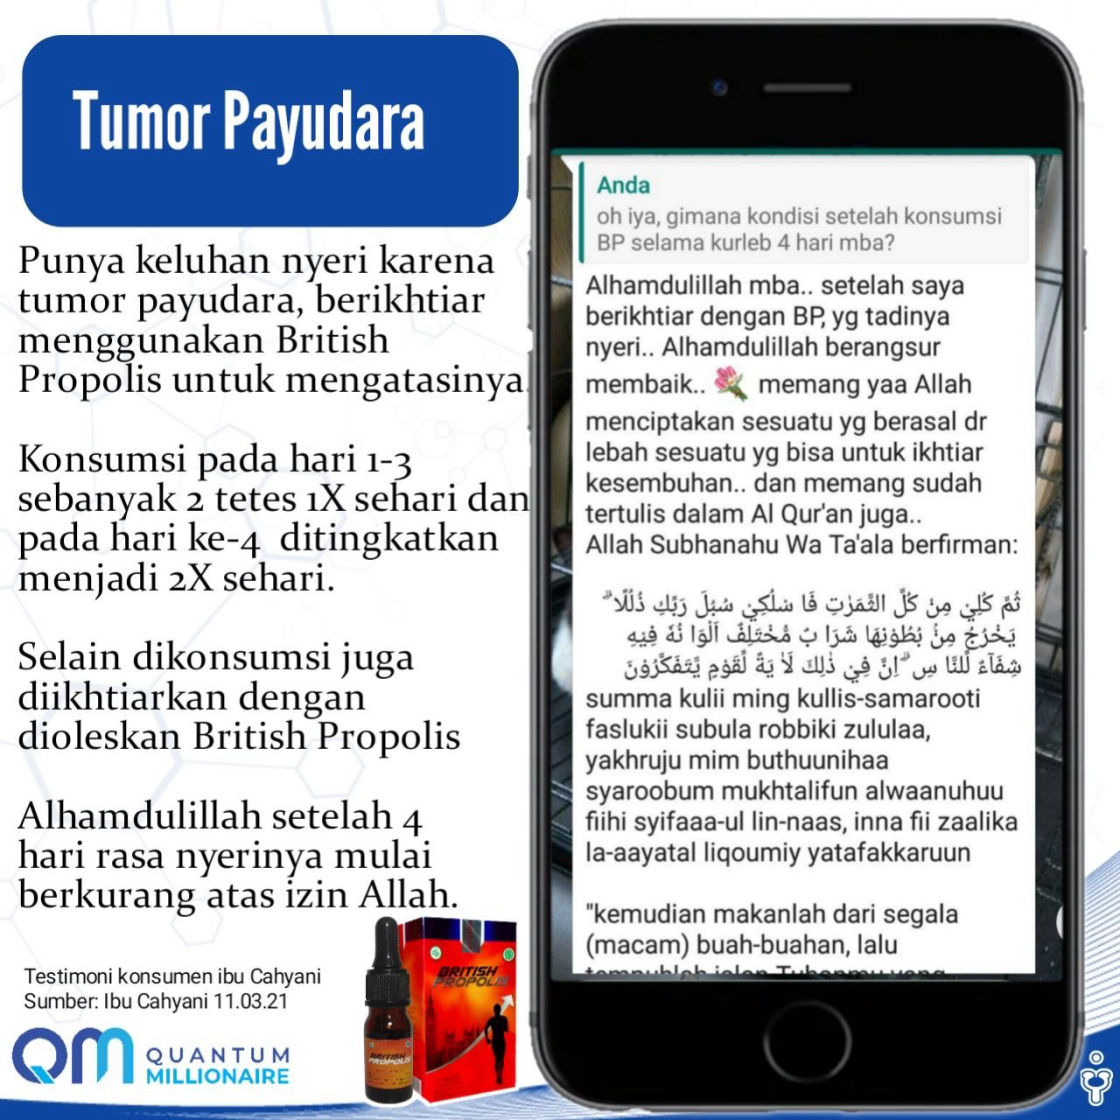 Tumor Payudara
Punya keluhan nyeri karena
tumor payudara, berikhtiar
menggunakan British
Propolis untuk mengatasinya.
Konsumsi pada hari 1-3
sebanyak 2 tetes 1X sehari dan
pada hari ke-4 ditingkatkan
menjadi 2X sehari.
Selain dikonsumsi juga
diikhtiarkan dengan
dioleskan British Propolis
Alhamdulillah setelah 4
hari rasa nyerinya mulai
berkurang atas izin Allah.
Testimoni konsumen ibu Cahyani
Sumber: Ibu Cahyani 11.03.21
QM QUANTUM
MILLIONAIRE
BRITISH
PROPOLIS
BRITISH
PROPOLIS
Anda
oh iya, gimana kondisi setelah konsumsi
BP selama kurleb 4 hari mba?
Alhamdulillah mba.. setelah saya
berikhtiar dengan BP, yg tadinya
nyeri.. Alhamdulillah berangsur
membaik.. 🌷 memang yaa Allah
menciptakan sesuatu yg berasal dr
lebah sesuatu yg bisa untuk ikhtiar
kesembuhan.. dan memang sudah
tertulis dalam Al Qur'an juga..
Allah Subhanahu Wa Ta'ala berfirman:
ثُمَّ كُلِيْ مِنْ كُلِّ الثَّمَرٰتِ فَا سْلُكِيْ سُبُلَ رَبِّكِ ذُلُلًا ۗ
يَخْرُجُ مِنْۢ بُطُوْنِهَا شَرَا بٌ مُّخْتَلِفٌ اَلْوَا نُهٗ فِيْهِ
شِفَآءٌ لِّلنَّا سِ ۗ اِنَّ فِيْ ذٰلِكَ لَاٰ يَةً لِّقَوْمٍ يَّتَفَكَّرُوْنَ
summa kulii ming kullis-samarooti
faslukii subula robbiki zululaa,
yakhruju mim buthuunihaa
syaroobum mukhtalifun alwaanuhuu
fiihi syifaaa-ul lin-naas, inna fii zaalika
la-aayatal liqoumiy yatafakkaruun
"kemudian makanlah dari segala
(macam) buah-buahan, lalu